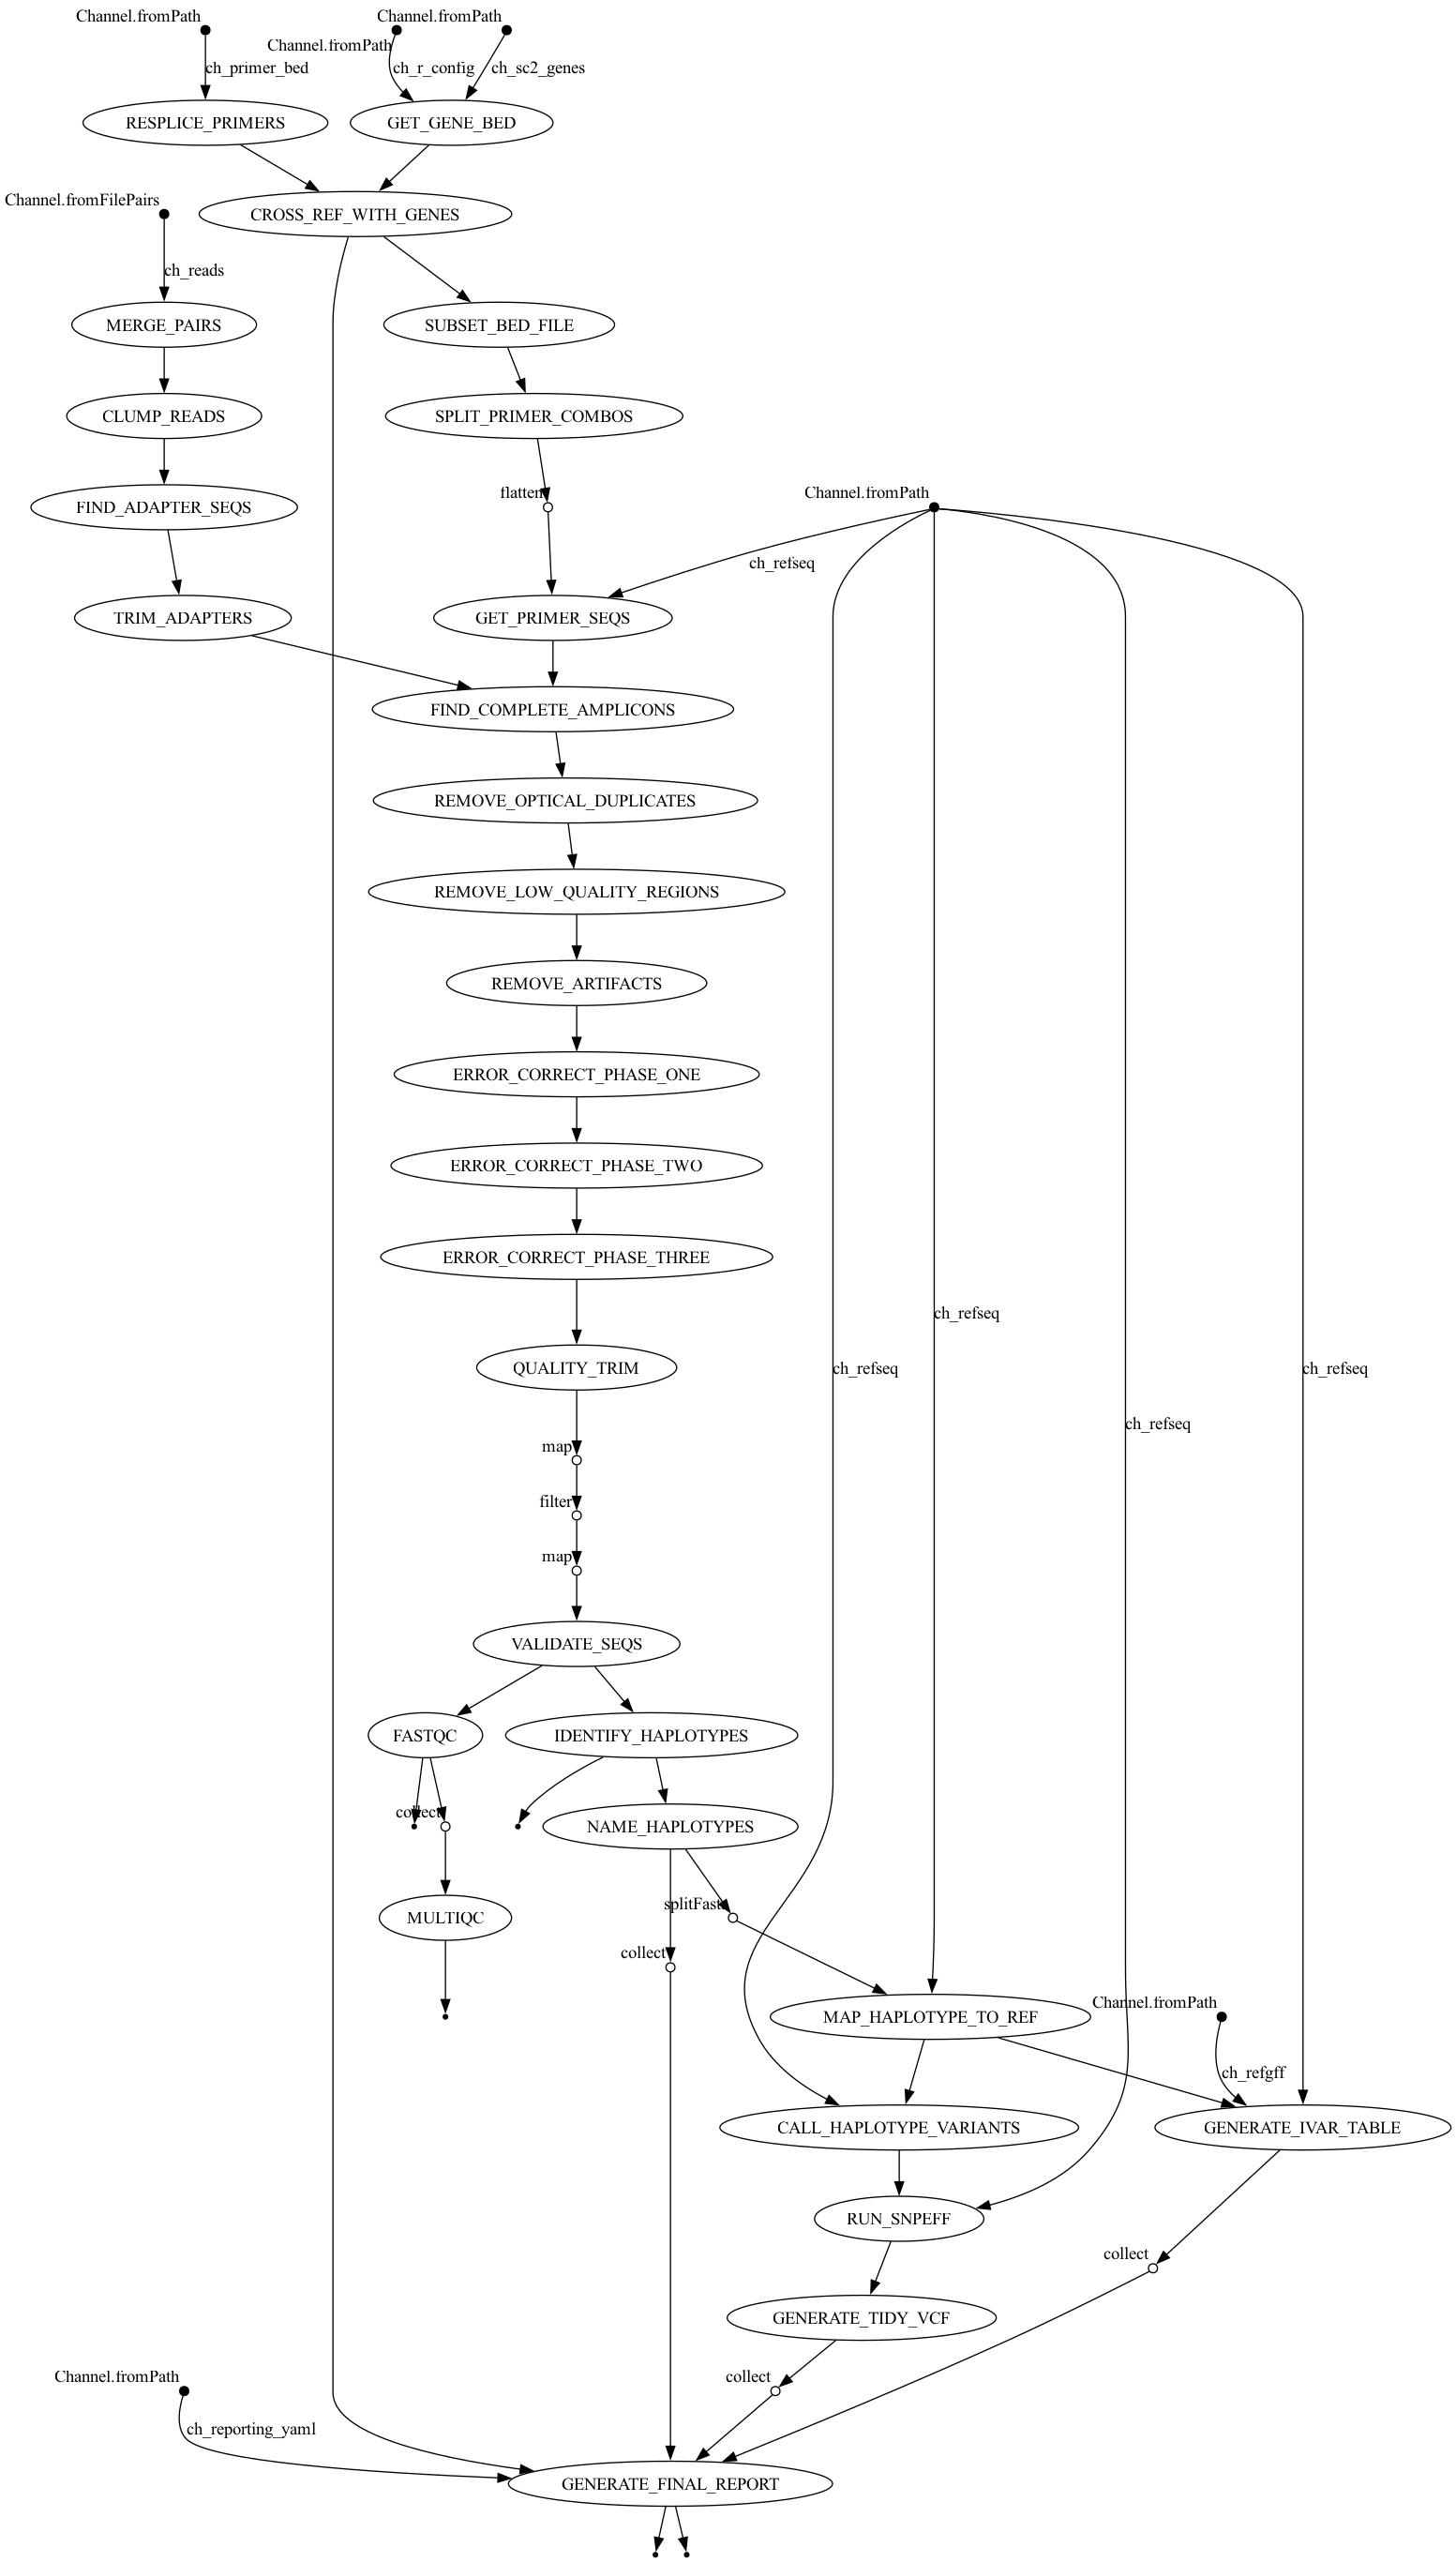 Channel.fromPath
Channel.fromPath
Channel.fromPath
ch_primer_bed
ch_r_config
ch_sc2_genes
RESPLICE_PRIMERS
GET_GENE_BED
Channel.fromFilePairs
CROSS_REF_WITH_GENES
ch_reads
MERGE_PAIRS
SUBSET_BED_FILE
CLUMP_READS
SPLIT_PRIMER_COMBOS
flatten
Channel.fromPath
FIND_ADAPTER_SEQS
ch_refseq
TRIM_ADAPTERS
GET_PRIMER_SEQS
FIND_COMPLETE_AMPLICONS
REMOVE_OPTICAL_DUPLICATES
REMOVE_LOW_QUALITY_REGIONS
REMOVE_ARTIFACTS
ERROR_CORRECT_PHASE_ONE
ERROR_CORRECT_PHASE_TWO
ERROR_CORRECT_PHASE_THREE
ch_refseq
QUALITY_TRIM
ch_refseq
ch_refseq
ch_refseq
map
filter
map
VALIDATE_SEQS
FASTQC
IDENTIFY_HAPLOTYPES
collect
NAME_HAPLOTYPES
splitFasta
MULTIQC
collect
Channel.fromPath
MAP_HAPLOTYPE_TO_REF
ch_refgff
CALL_HAPLOTYPE_VARIANTS
GENERATE_IVAR_TABLE
RUN_SNPEFF
collect
GENERATE_TIDY_VCF
Channel.fromPath
collect
ch_reporting_yaml
GENERATE_FINAL_REPORT